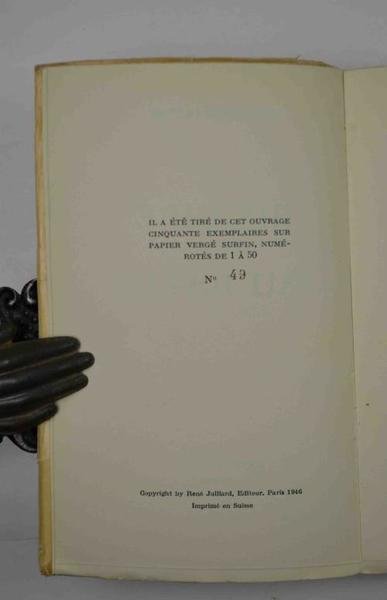 IL A ÉTÉ TIRÉ DE CET OUVRAGE
CINQUANTE EXEMPLAIRES SUR
PAPIER VERGÉ SURFIN, NUMÉ-
ROTÉS DE 1 À 50
N° 49
Copyright by René Julliard, Editeur. Paris 1946
Imprimé en Suisse